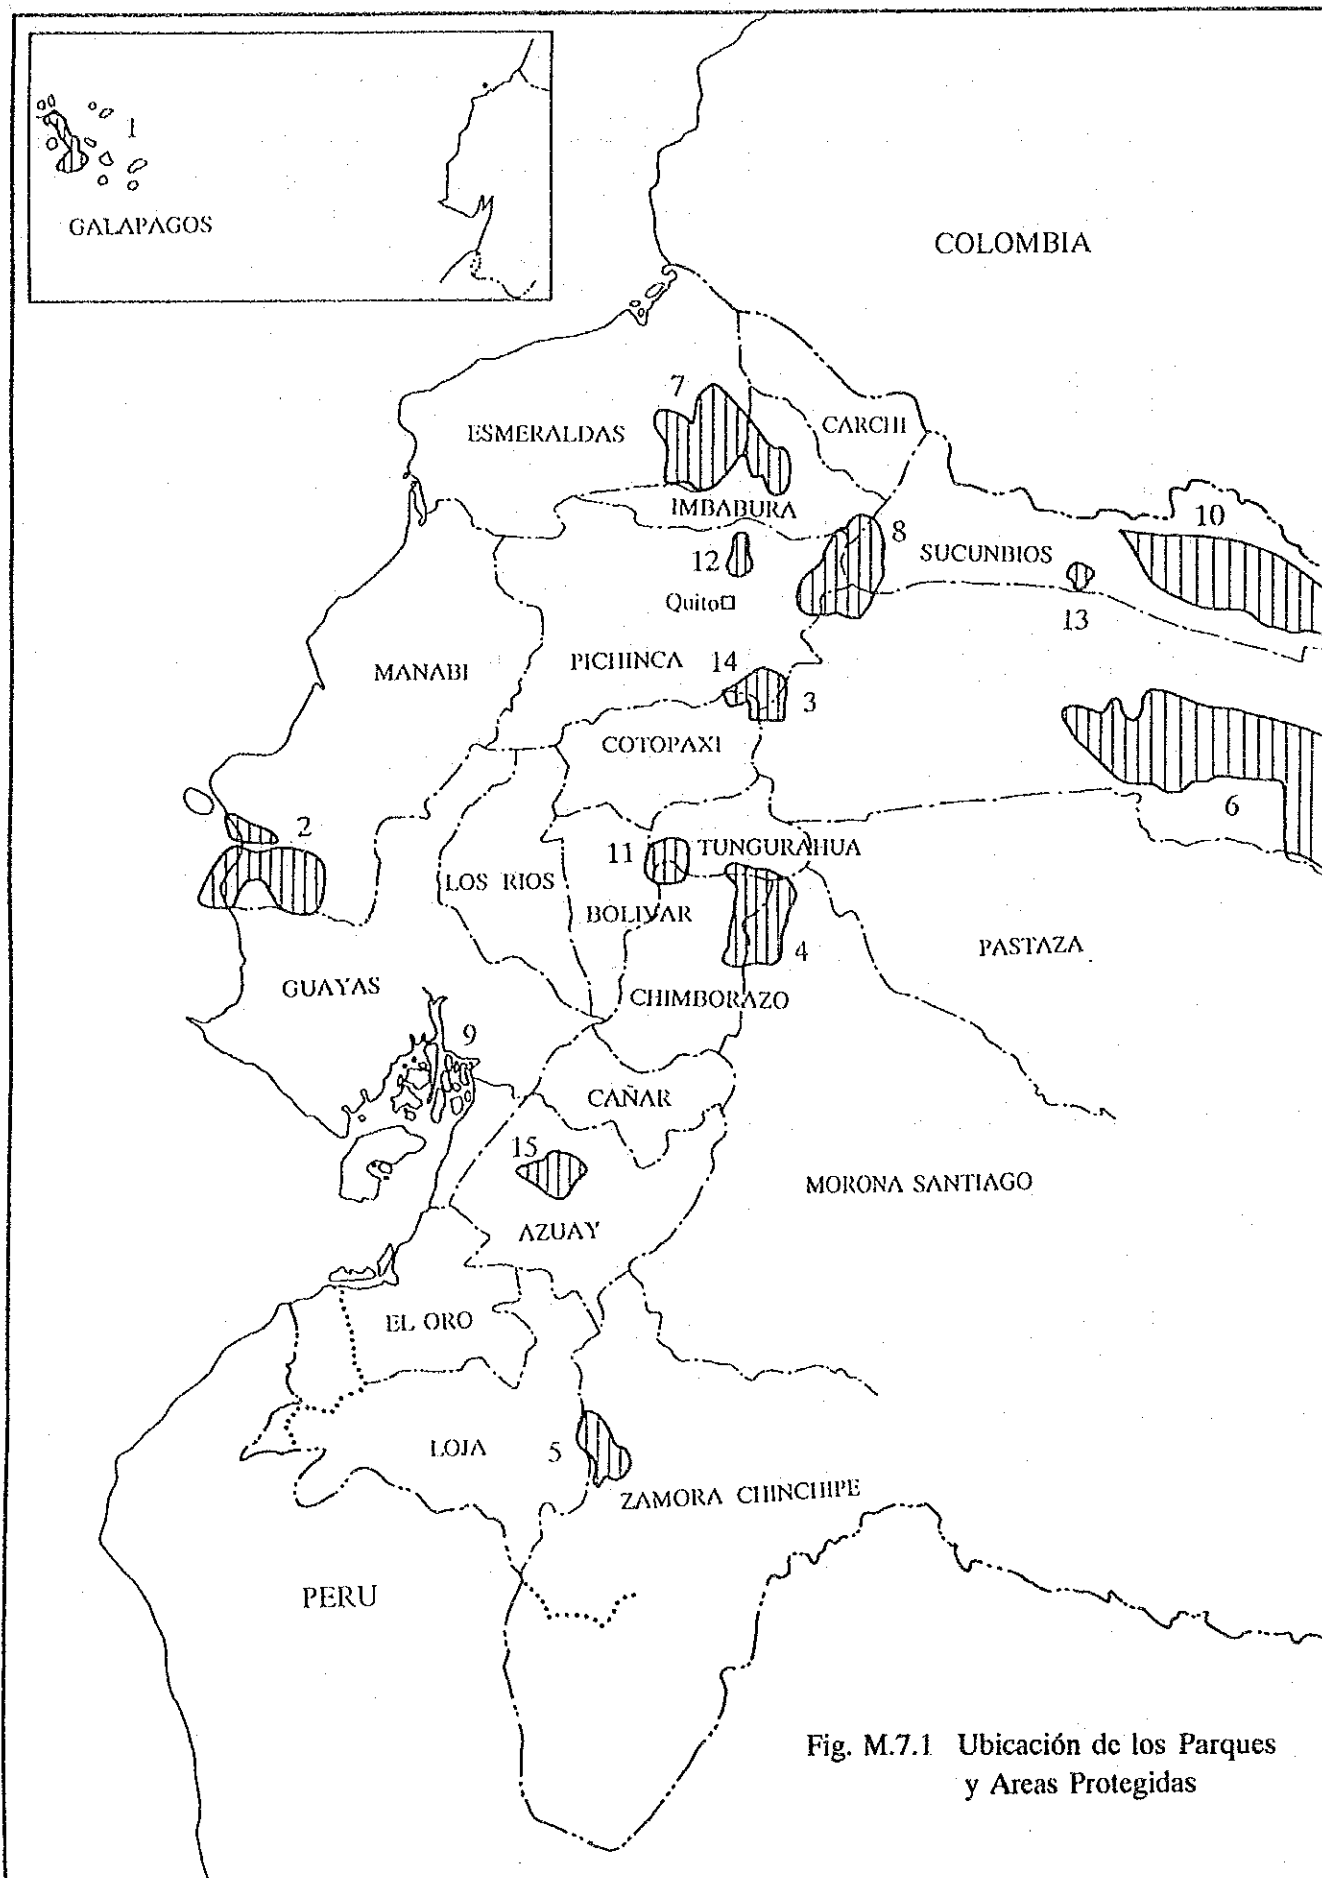 1
GALAPAGOS
COLOMBIA
7
ESMERALDAS
CARCHI
IMBABURA
10
8
12
SUCUNBIOS
Quito
13
MANABI
PICHINCA
14
3
COTOPAXI
6
2
11
TUNGURAHUA
LOS RIOS
BOLIVAR
4
PASTAZA
GUAYAS
CHIMBORAZO
9
CAÑAR
15
MORONA SANTIAGO
AZUAY
EL ORO
LOJA
5
ZAMORA CHINCHIPE
PERU
Fig. M.7.1 Ubicación de los Parques
y Areas Protegidas